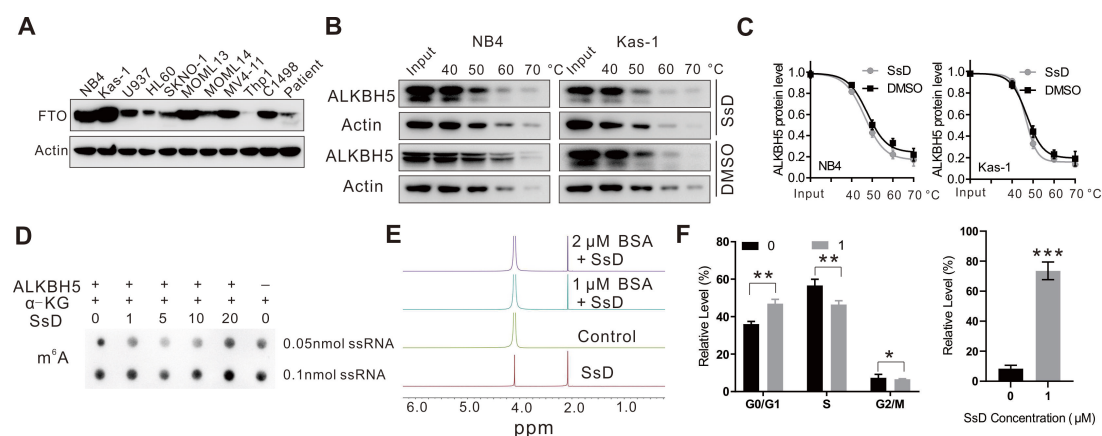 A
NB4
Kas-1
U937
HL60
SKNO-1
MOML13
MOML14
MV4-11
Thp1
C1498
Patient
FTO
Actin
B
NB4
Kas-1
Input 40 50 60 70 °C Input 40 50 60 70 °C
ALKBH5
Actin
SsD
ALKBH5
Actin
DMSO
C
ALKBH5 protein level
1.0
0.8
0.6
0.4
0.2
0.0
SsD
DMSO
NB4
Input 40 50 60 70 °C
ALKBH5 protein level
1.0
0.8
0.6
0.4
0.2
0.0
SsD
DMSO
Kas-1
Input 40 50 60 70 °C
D
ALKBH5 + + + + + −
α−KG + + + + + +
SsD 0 1 5 10 20 0
m⁶A
0.05nmol ssRNA
0.1nmol ssRNA
E
2 μM BSA
+ SsD
1 μM BSA
+ SsD
Control
SsD
6.0 5.0 4.0 2.0 1.0
ppm
F
0 1
Relative Level (%)
80
60
40
20
0
**
**
*
G0/G1 S G2/M
Relative Level (%)
100
80
60
40
20
0
***
0 1
SsD Concentration (μM)